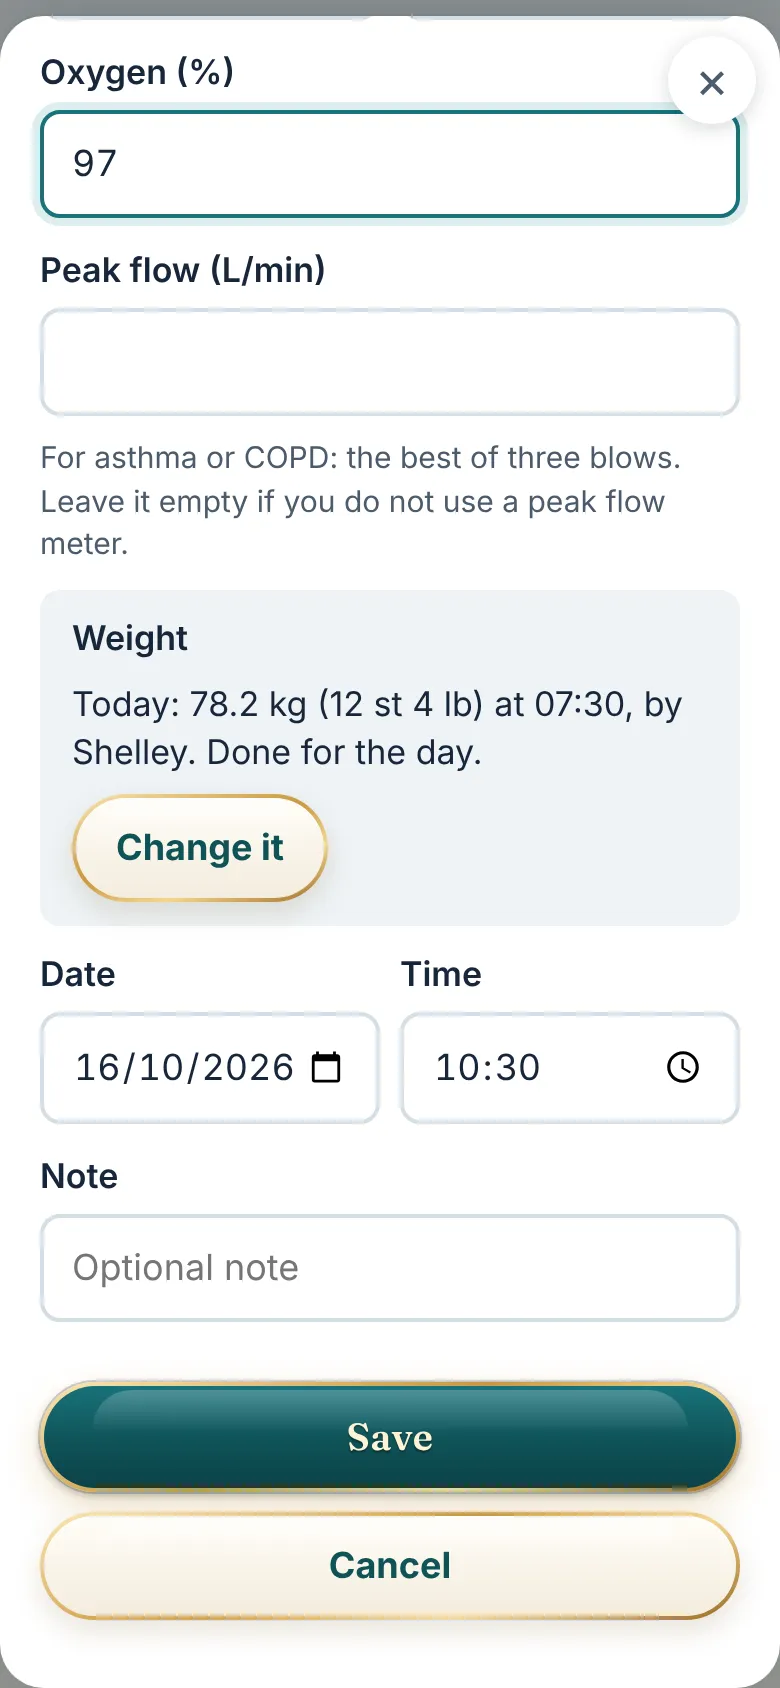 Oxygen (%)
97
Peak flow (L/min)
For asthma or COPD: the best of three blows.
Leave it empty if you do not use a peak flow
meter.
Weight
Today: 78.2 kg (12 st 4 lb) at 07:30, by
Shelley. Done for the day.
Change it
Date
Time
16/10/2026
10:30
Note
Optional note
Save
Cancel